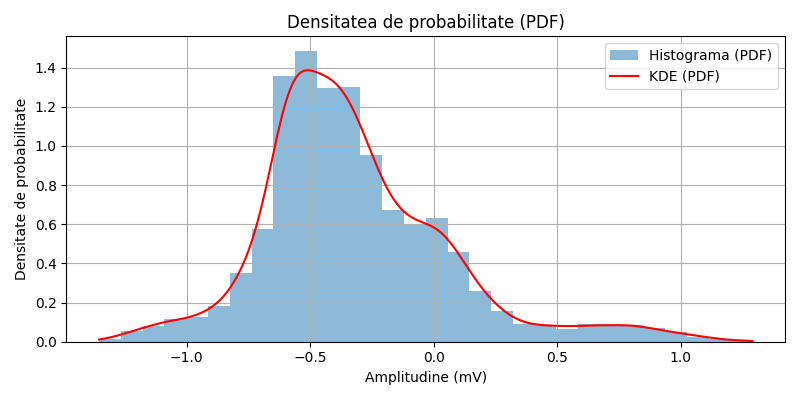 Densitatea de probabilitate (PDF)
Histograma (PDF)
KDE (PDF)
Densitate de probabilitate
1.4
1.2
1.0
0.8
0.6
0.4
0.2
0.0
−1.0 −0.5 0.0 0.5 1.0
Amplitudine (mV)